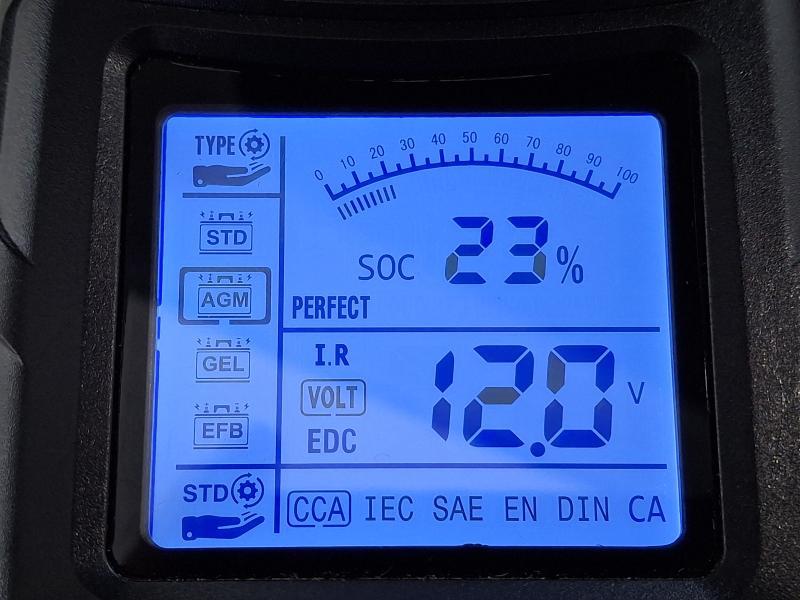 TYPE
0 10 20 30 40 50 60 70 80 90 100
STD
SOC 23%
AGM
PERFECT
I.R
GEL
VOLT 12.0 V
EFB
EDC
STD
CCA IEC SAE EN DIN CA